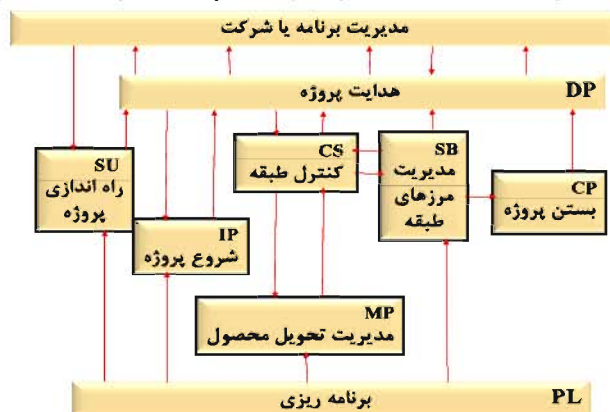 مدیریت برنامه یا شرکت
هدایت پروژه DP
SU
راه اندازی
پروژه
IP
شروع پروژه
CS
کنترل طبقه
SB
مدیریت
مرزهای
طبقه
CP
بستن پروژه
MP
مدیریت تحویل محصول
برنامه ریزی PL